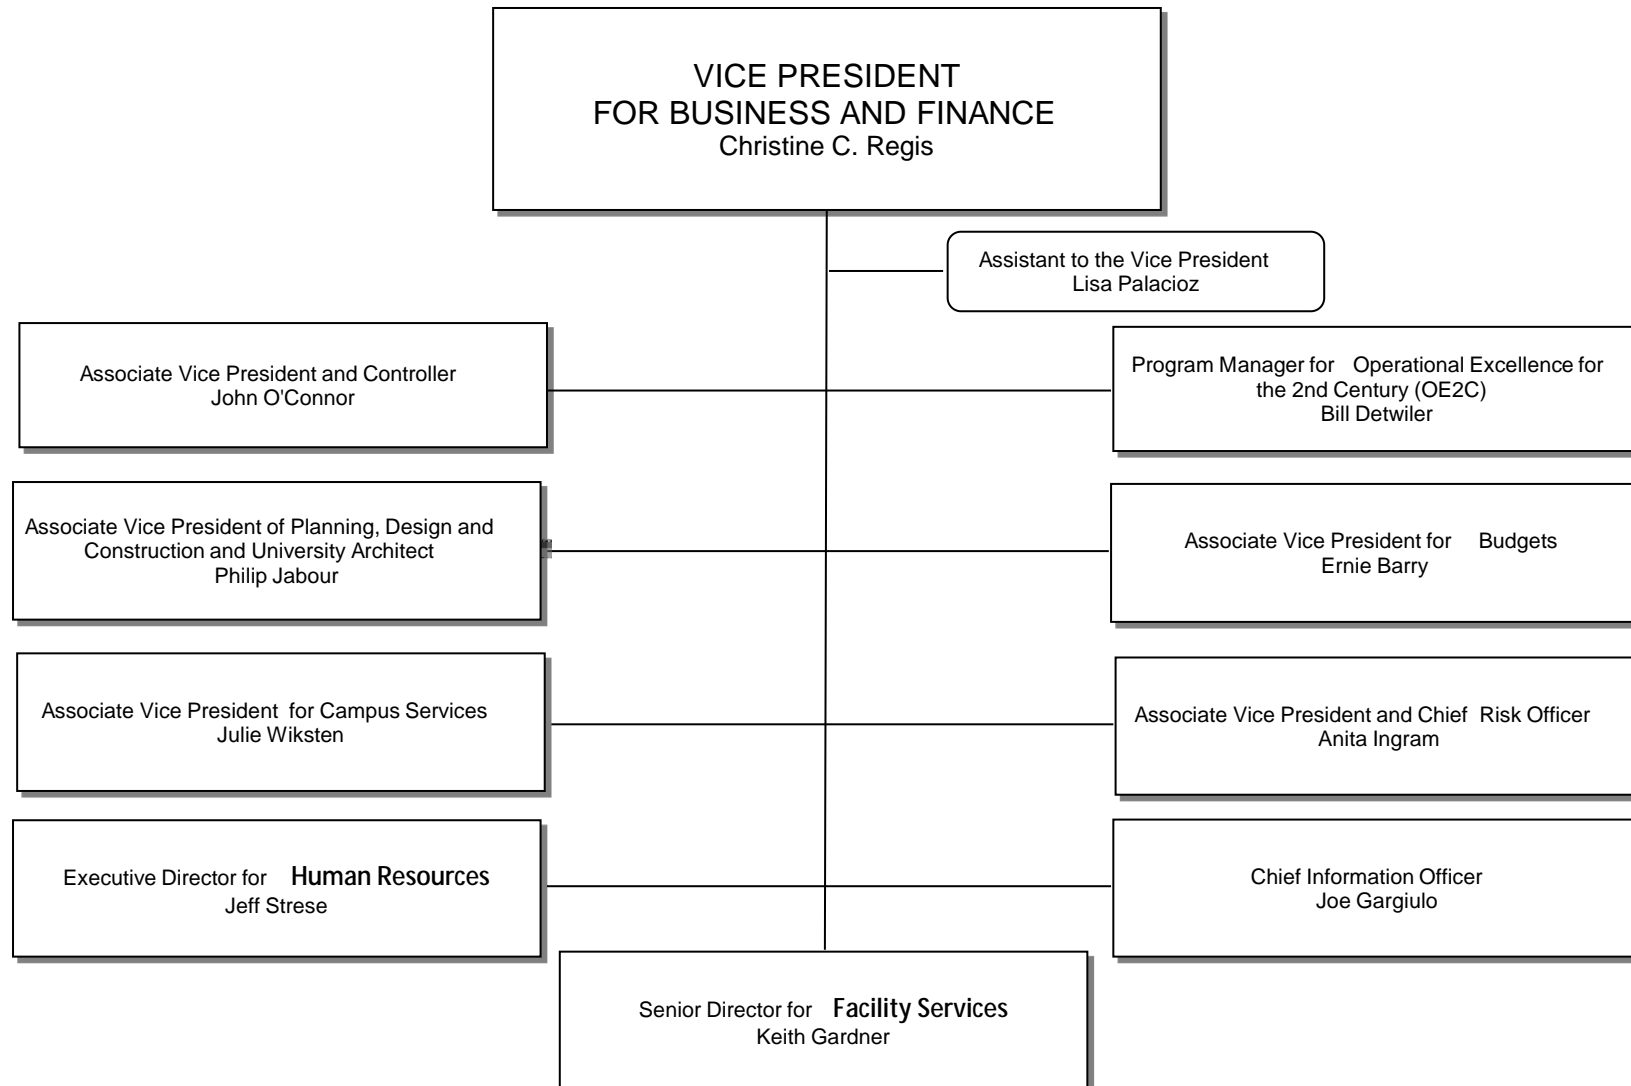 VICE PRESIDENT
FOR BUSINESS AND FINANCE
Christine C. Regis
Assistant to the Vice President
Lisa Palacioz
Associate Vice President and Controller
John O'Connor
Program Manager for Operational Excellence for
the 2nd Century (OE2C)
Bill Detwiler
Associate Vice President of Planning, Design and
Construction and University Architect
Philip Jabour
Associate Vice President for Budgets
Ernie Barry
Associate Vice President for Campus Services
Julie Wiksten
Associate Vice President and Chief Risk Officer
Anita Ingram
Executive Director for Human Resources
Jeff Strese
Chief Information Officer
Joe Gargiulo
Senior Director for Facility Services
Keith Gardner